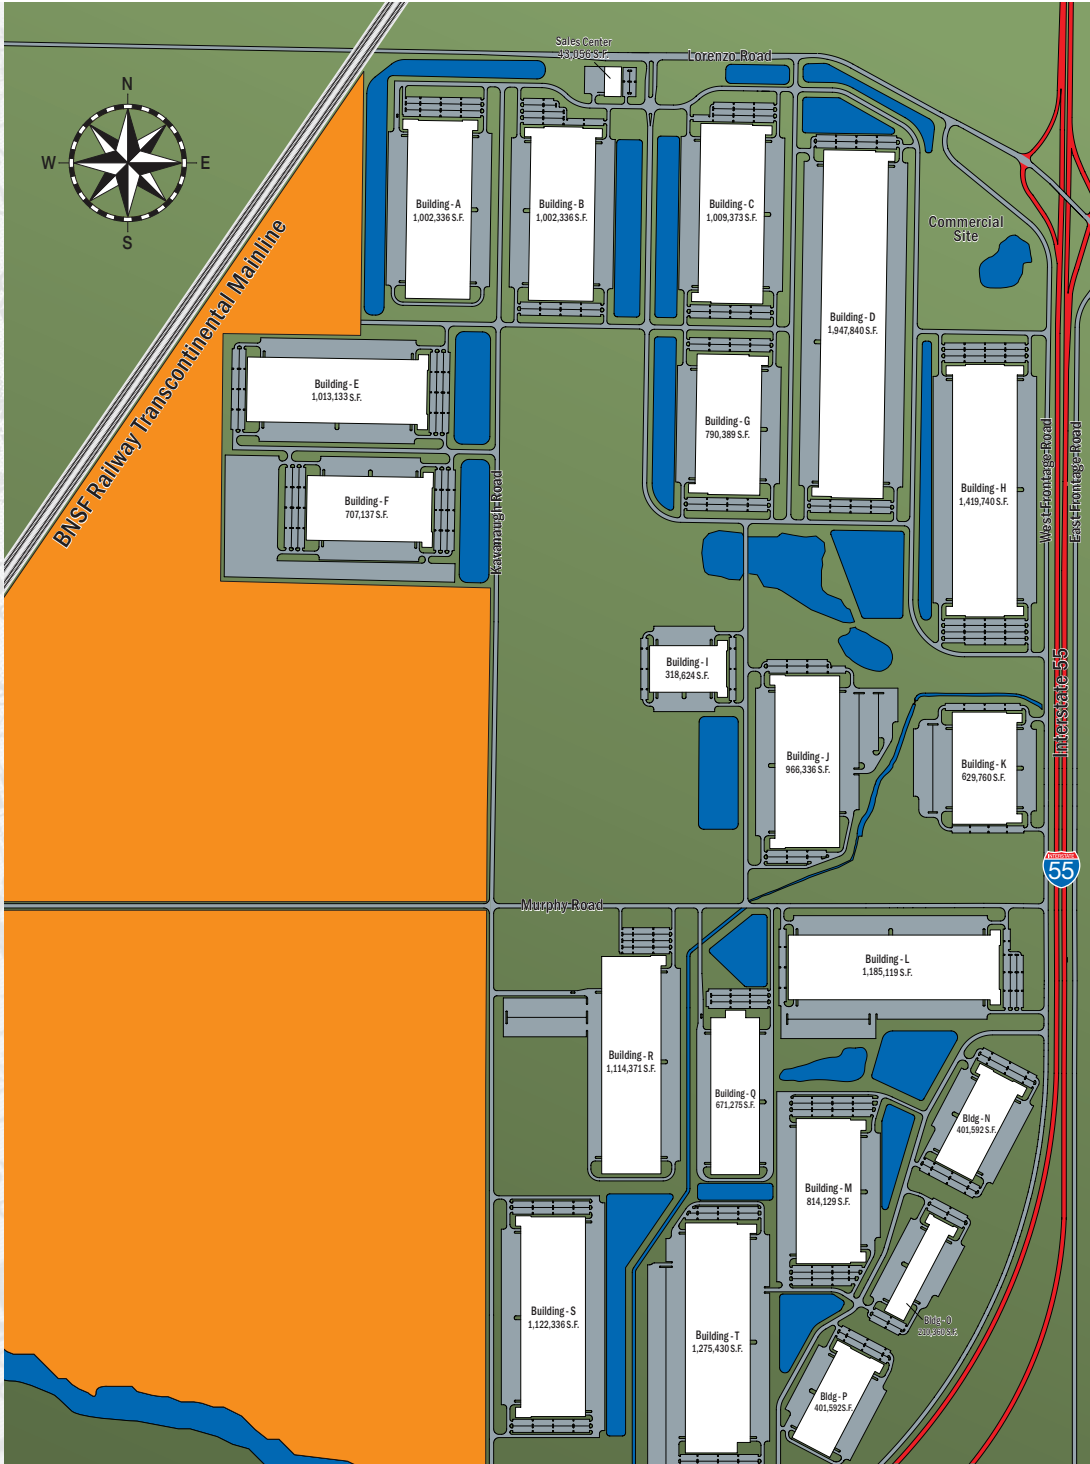 Sales Center
43,056 S.F.
Lorenzo Road
N
W
E
S
Building - A
1,002,336 S.F.
Building - B
1,002,336 S.F.
Building - C
1,009,373 S.F.
Commercial
Site
BNSF Railway Transcontinental Mainline
Building - D
1,947,840 S.F.
Building - E
1,013,133 S.F.
Building - G
790,389 S.F.
Building - F
707,137 S.F.
Building - H
1,419,740 S.F.
Kavanaugh Road
West Frontage Road
East Frontage Road
Building - I
318,624 S.F.
Interstate 55
Building - J
966,336 S.F.
Building - K
629,760 S.F.
INTERSTATE
55
Murphy Road
Building - L
1,185,119 S.F.
Building - R
1,114,371 S.F.
Building - Q
671,275 S.F.
Bldg - N
401,592 S.F.
Building - M
814,129 S.F.
Building - S
1,122,336 S.F.
Bldg - O
Building - T
1,275,430 S.F.
Bldg - P
401,592 S.F.